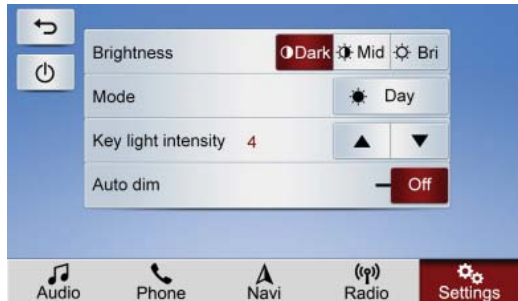 Brightness Dark Mid Bri
Mode Day
Key light intensity 4
Auto dim Off
Audio Phone Navi Radio Settings